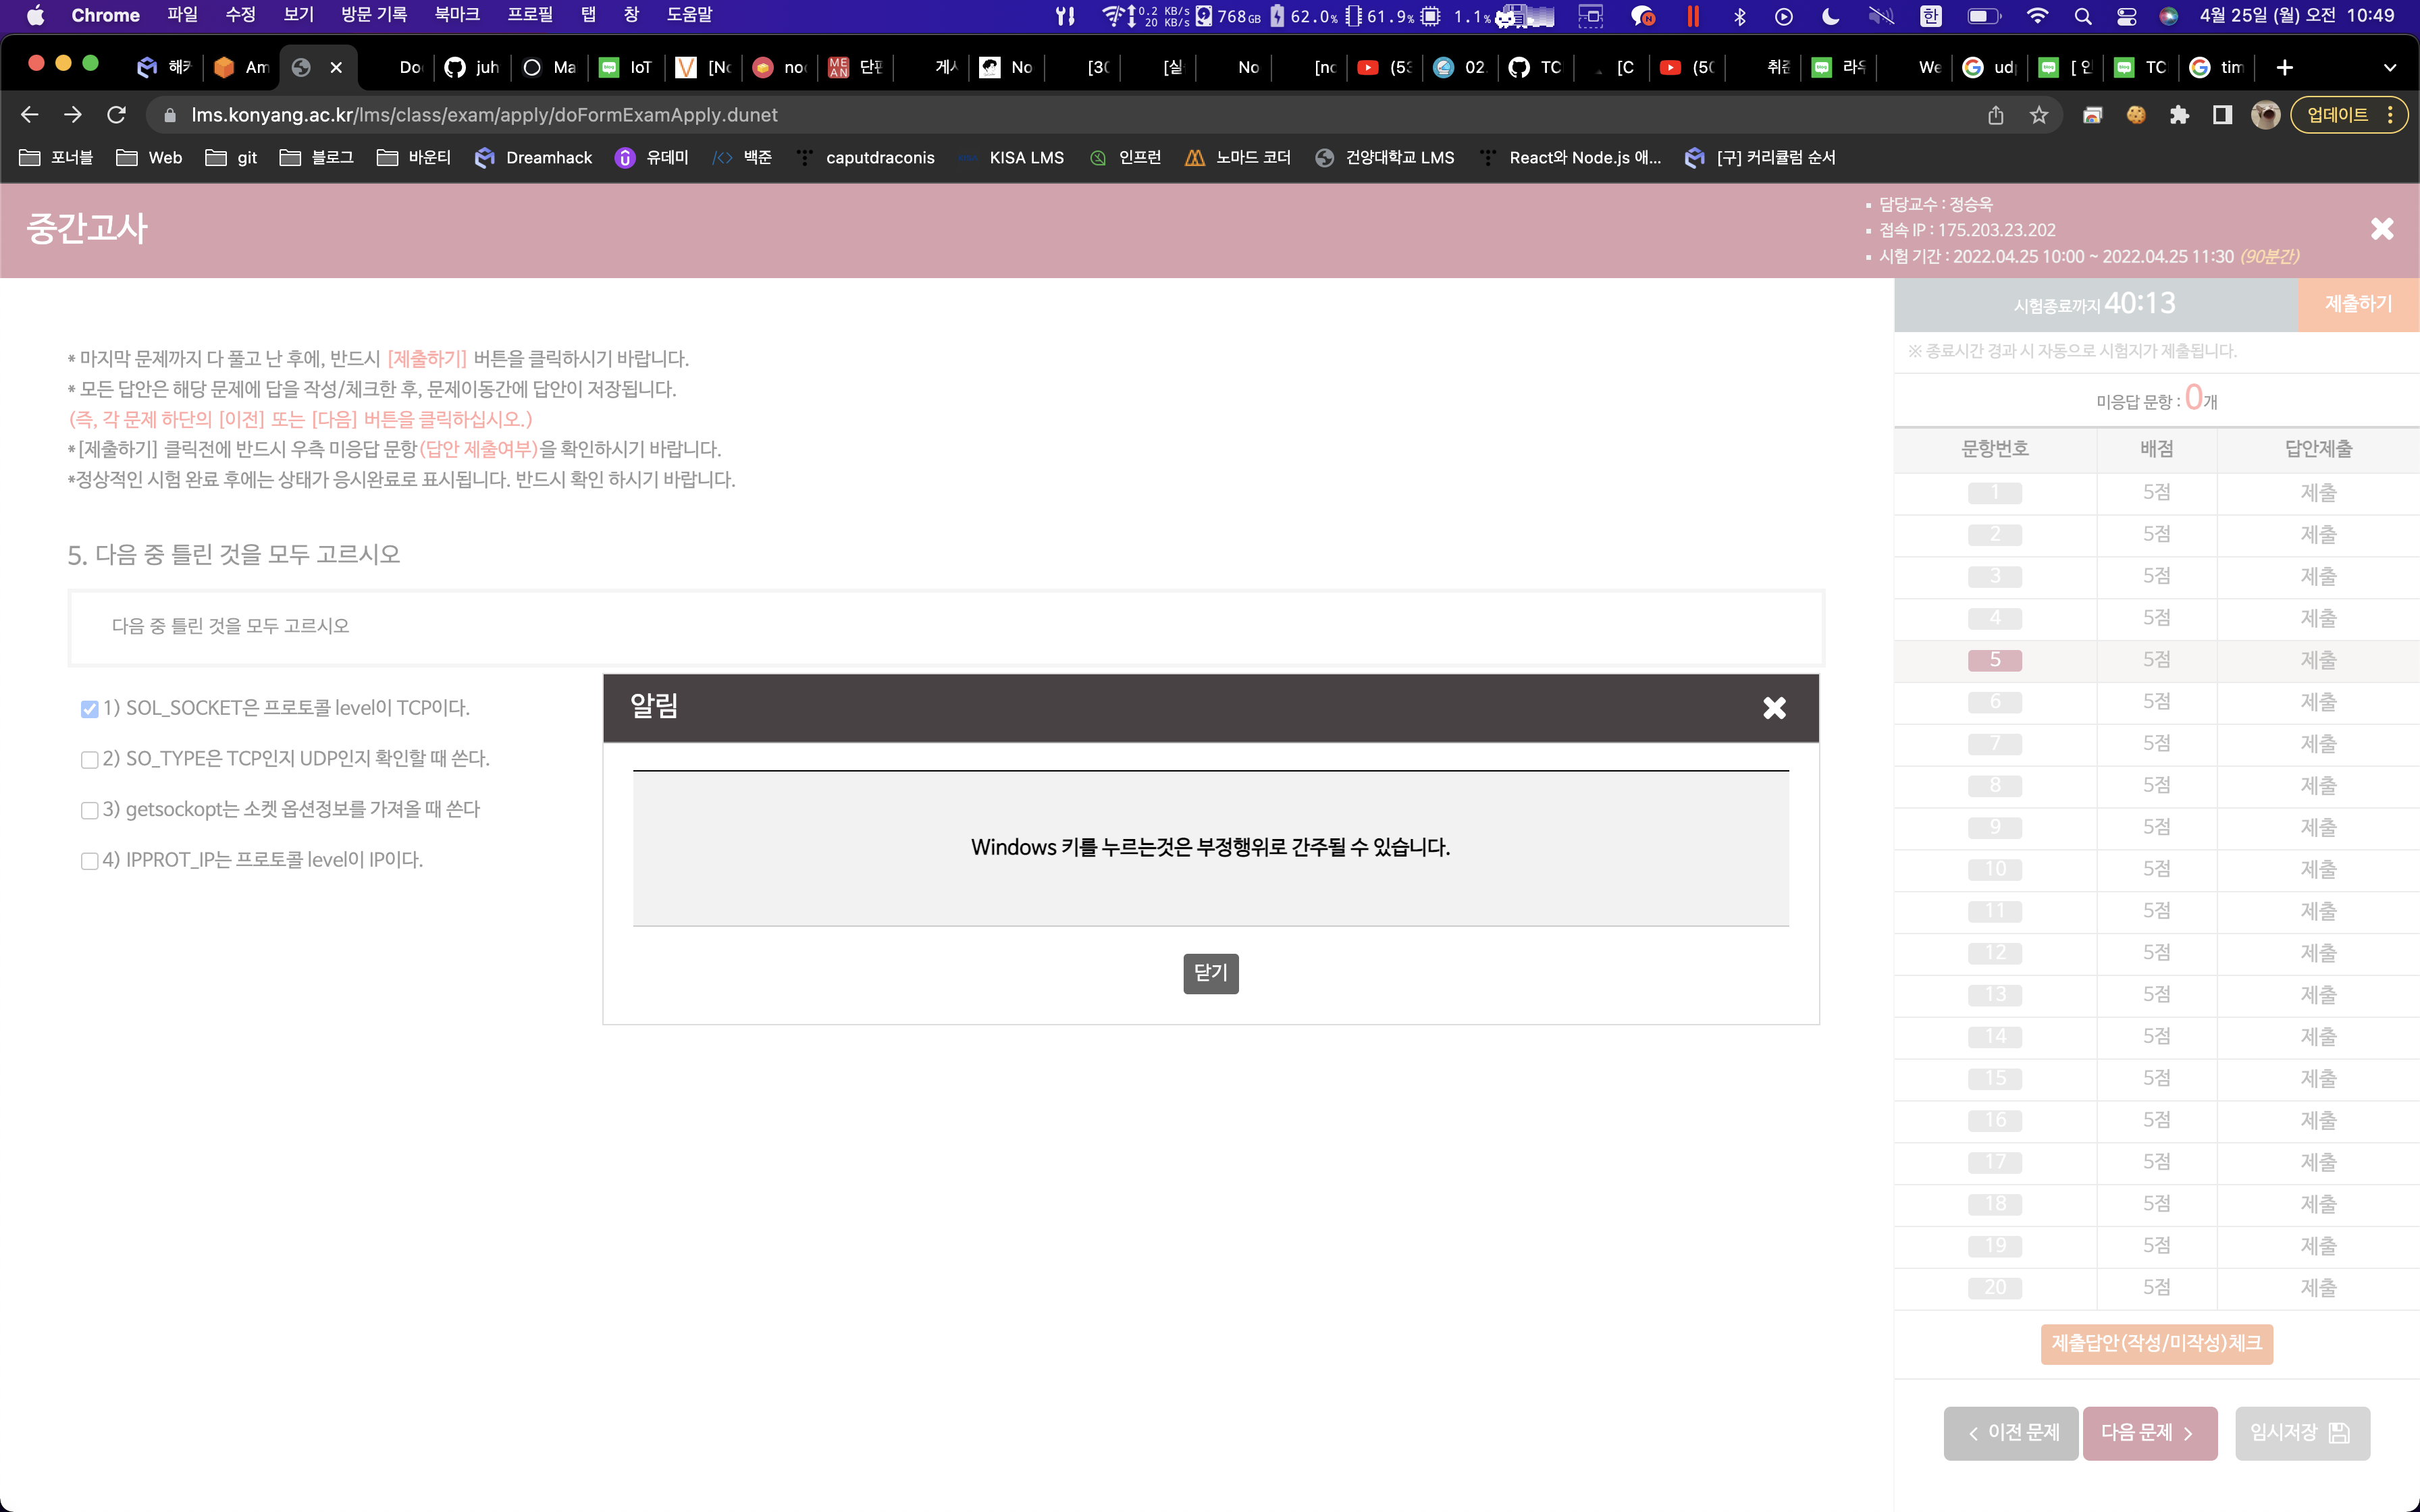 Chrome 파일 수정 보기 방문 기록 북마크 프로필 탭 창 도움말 0.2 KB/s 20 KB/s 768GB 62.0% 61.9% 1.1% 한 4월 25일 (월) 오전 10:49
해커 Am Do juh Ma IoT [No no MEAN 단편 게시 No [30 [실 No [no (53 02. TC [C (50 취준 라우 We ud [ 인 TC tim
lms.konyang.ac.kr/lms/class/exam/apply/doFormExamApply.dunet 업데이트
포너블 Web git 블로그 바운티 Dreamhack 유데미 </> 백준 caputdraconis KISA LMS 인프런 노마드 코더 건양대학교 LMS React와 Node.js 애... [구] 커리큘럼 순서
중간고사
▪ 담당교수 : 정승욱
▪ 접속 IP : 175.203.23.202
▪ 시험 기간 : 2022.04.25 10:00 ~ 2022.04.25 11:30 (90분간)
시험종료까지 40:13 제출하기
※ 종료시간 경과 시 자동으로 시험지가 제출됩니다.
미응답 문항 : 0개
* 마지막 문제까지 다 풀고 난 후에, 반드시 [제출하기] 버튼을 클릭하시기 바랍니다.
* 모든 답안은 해당 문제에 답을 작성/체크한 후, 문제이동간에 답안이 저장됩니다.
(즉, 각 문제 하단의 [이전] 또는 [다음] 버튼을 클릭하십시오.)
*[제출하기] 클릭전에 반드시 우측 미응답 문항(답안 제출여부)을 확인하시기 바랍니다.
*정상적인 시험 완료 후에는 상태가 응시완료로 표시됩니다. 반드시 확인 하시기 바랍니다.
5. 다음 중 틀린 것을 모두 고르시오
다음 중 틀린 것을 모두 고르시오
1) SOL_SOCKET은 프로토콜 level이 TCP이다.
2) SO_TYPE은 TCP인지 UDP인지 확인할 때 쓴다.
3) getsockopt는 소켓 옵션정보를 가져올 때 쓴다
4) IPPROT_IP는 프로토콜 level이 IP이다.
알림
Windows 키를 누르는것은 부정행위로 간주될 수 있습니다.
닫기
문항번호 배점 답안제출
1 5점 제출
2 5점 제출
3 5점 제출
4 5점 제출
5 5점 제출
6 5점 제출
7 5점 제출
8 5점 제출
9 5점 제출
10 5점 제출
11 5점 제출
12 5점 제출
13 5점 제출
14 5점 제출
15 5점 제출
16 5점 제출
17 5점 제출
18 5점 제출
19 5점 제출
20 5점 제출
제출답안(작성/미작성)체크
이전 문제 다음 문제 임시저장